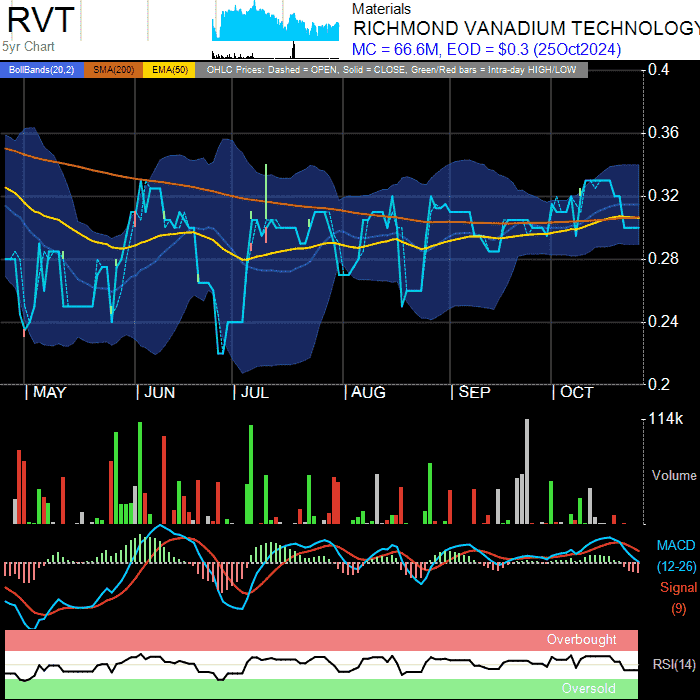 RVT
5yr Chart
Materials
RICHMOND VANADIUM TECHNOLOGY
MC = 66.6M, EOD = $0.3 (25Oct2024)
BollBands(20,2) SMA(200) EMA(50) OHLC Prices: Dashed = OPEN, Solid = CLOSE, Green/Red bars = Intra-day HIGH/LOW
0.4
0.36
0.32
0.28
0.24
0.2
| MAY | JUN | JUL | AUG | SEP | OCT
114k
Volume
MACD
(12-26)
Signal
(9)
Overbought
RSI(14)
Oversold